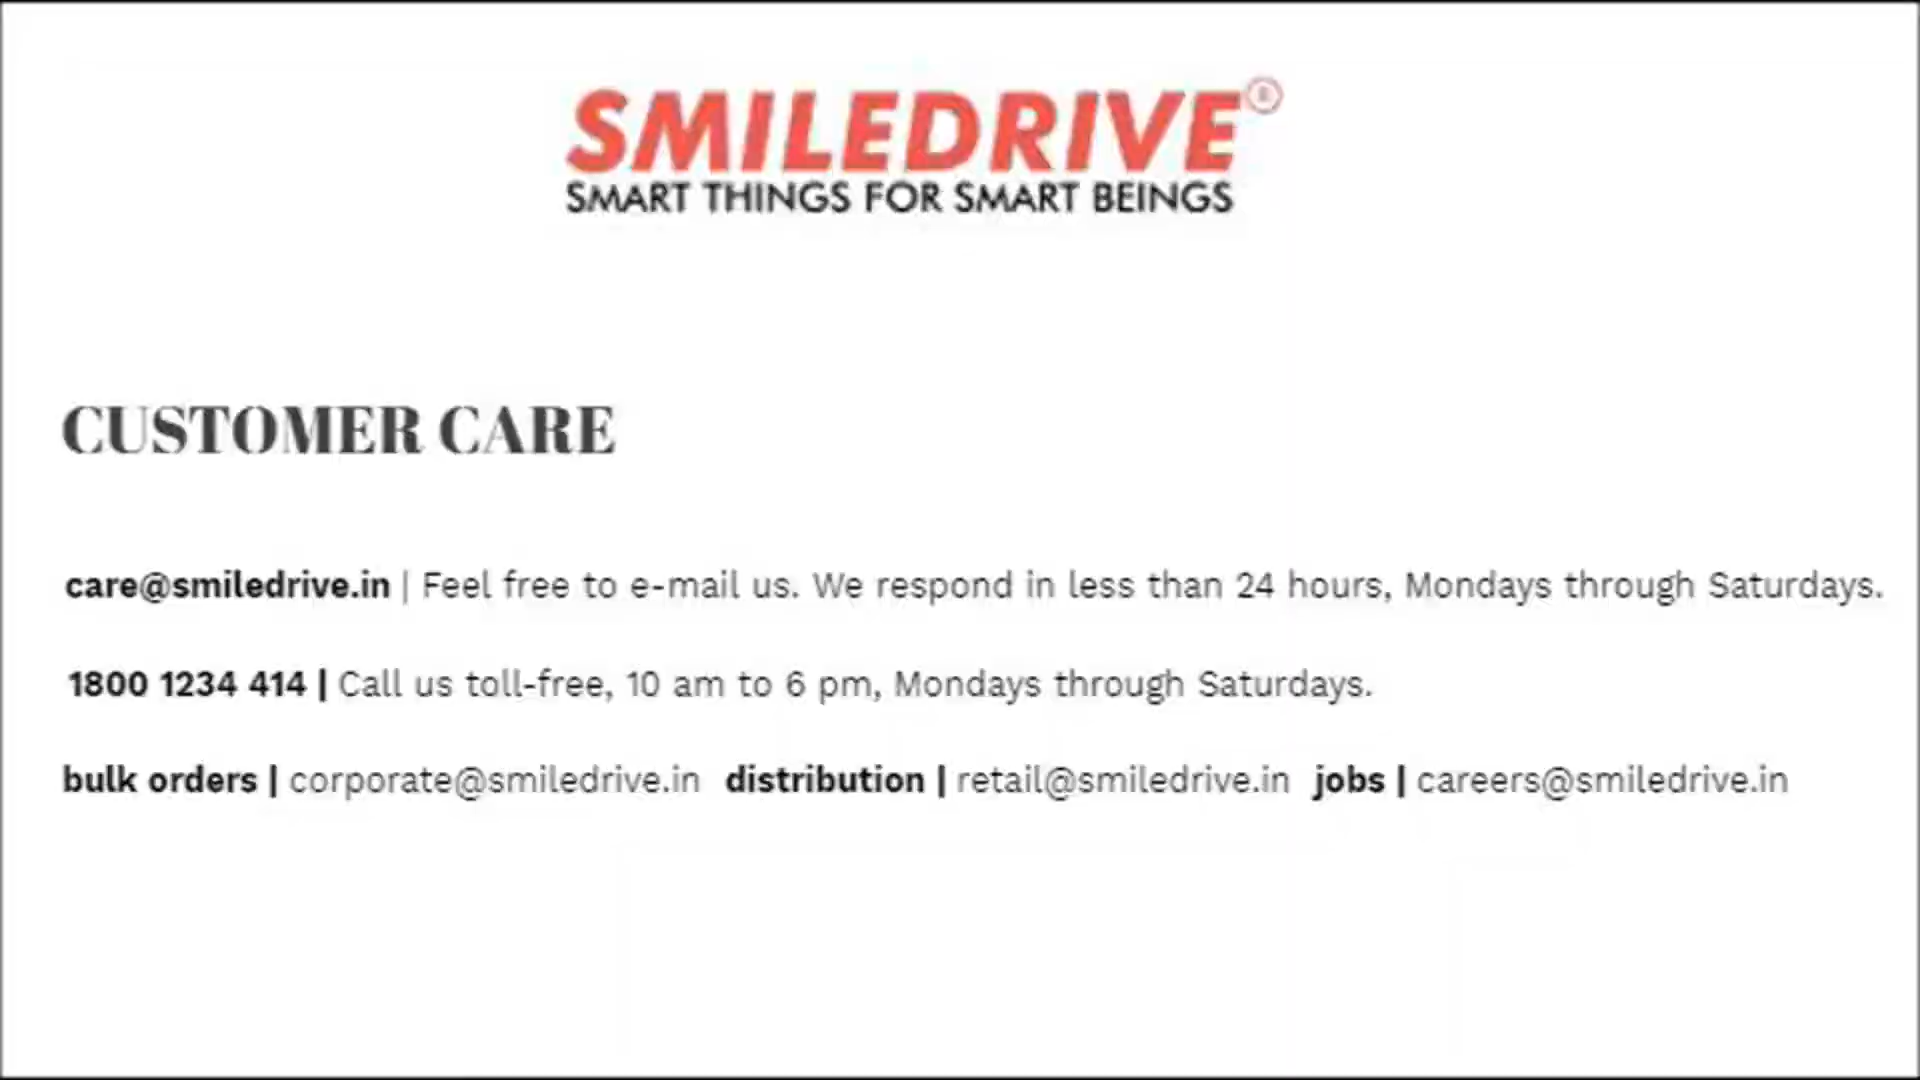 SMILEDRIVE®
SMART THINGS FOR SMART BEINGS
CUSTOMER CARE
care@smiledrive.in | Feel free to e-mail us. We respond in less than 24 hours, Mondays through Saturdays.
1800 1234 414 | Call us toll-free, 10 am to 6 pm, Mondays through Saturdays.
bulk orders | corporate@smiledrive.in distribution | retail@smiledrive.in jobs | careers@smiledrive.in